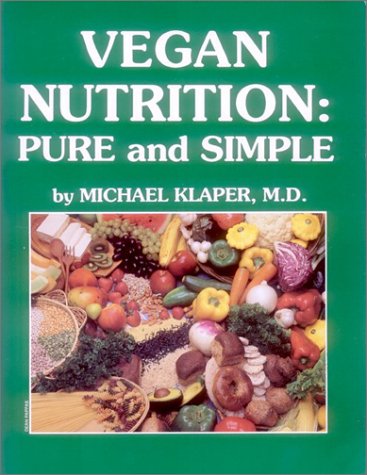 VEGAN
NUTRITION:
PURE and SIMPLE
by MICHAEL KLAPER, M.D.